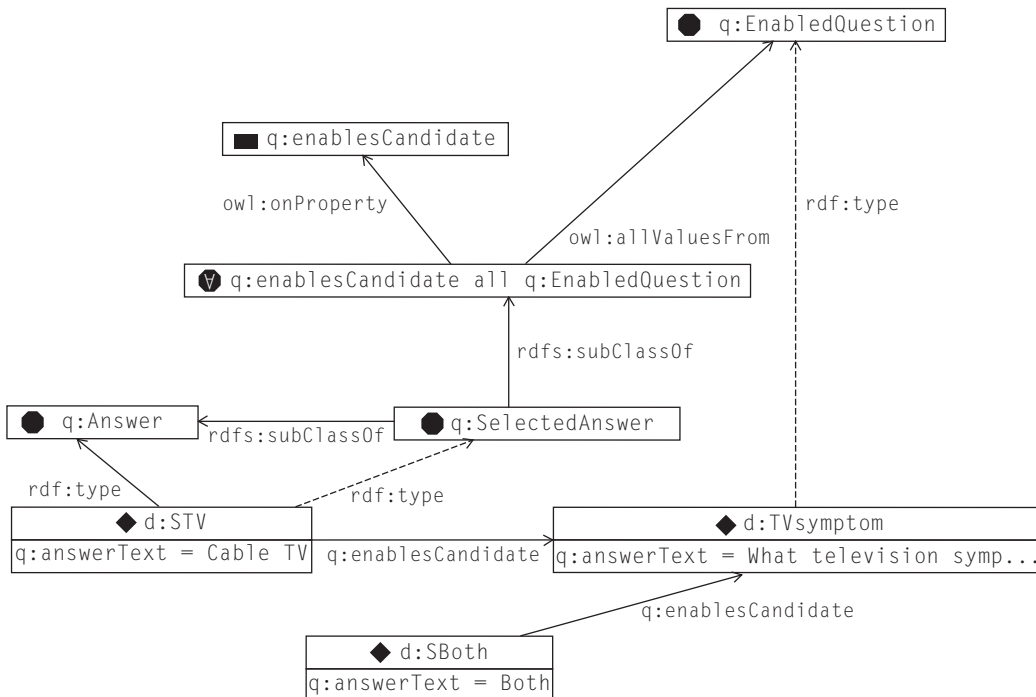 q:EnabledQuestion
q:enablesCandidate
owl:onProperty
rdf:type
owl:allValuesFrom
∀ q:enablesCandidate all q:EnabledQuestion
rdfs:subClassOf
q:Answer
rdfs:subClassOf
q:SelectedAnswer
rdf:type
rdf:type
d:STV
q:answerText = Cable TV
q:enablesCandidate
d:TVsymptom
q:answerText = What television symp...
q:enablesCandidate
d:SBoth
q:answerText = Both